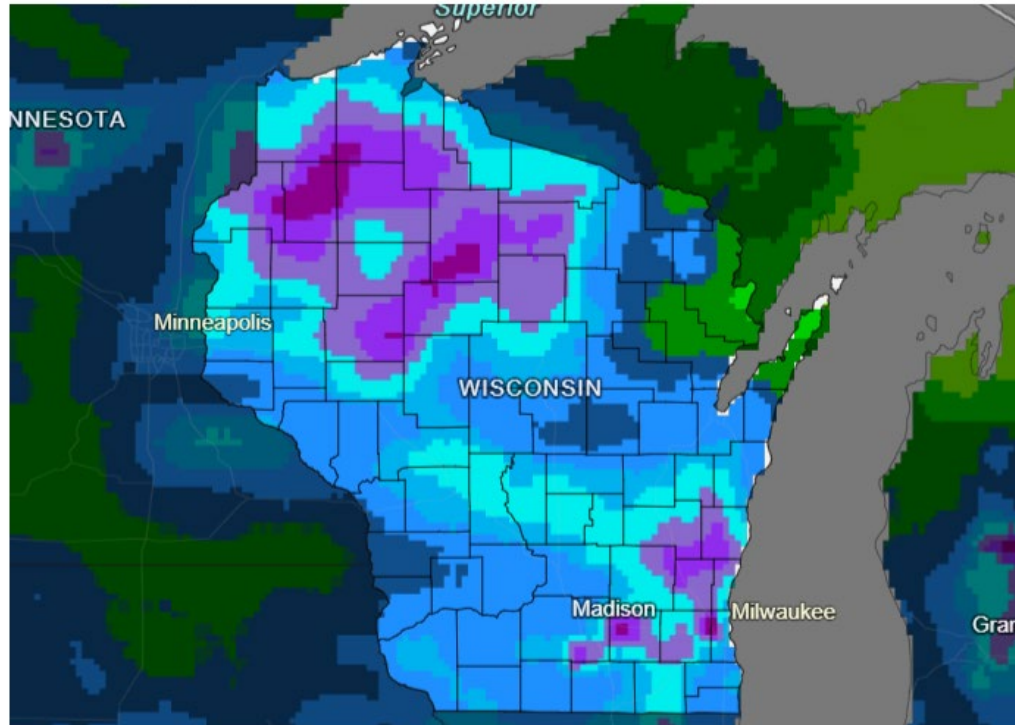 Superior
NNESOTA
Minneapolis
WISCONSIN
Madison
Milwaukee
Gran